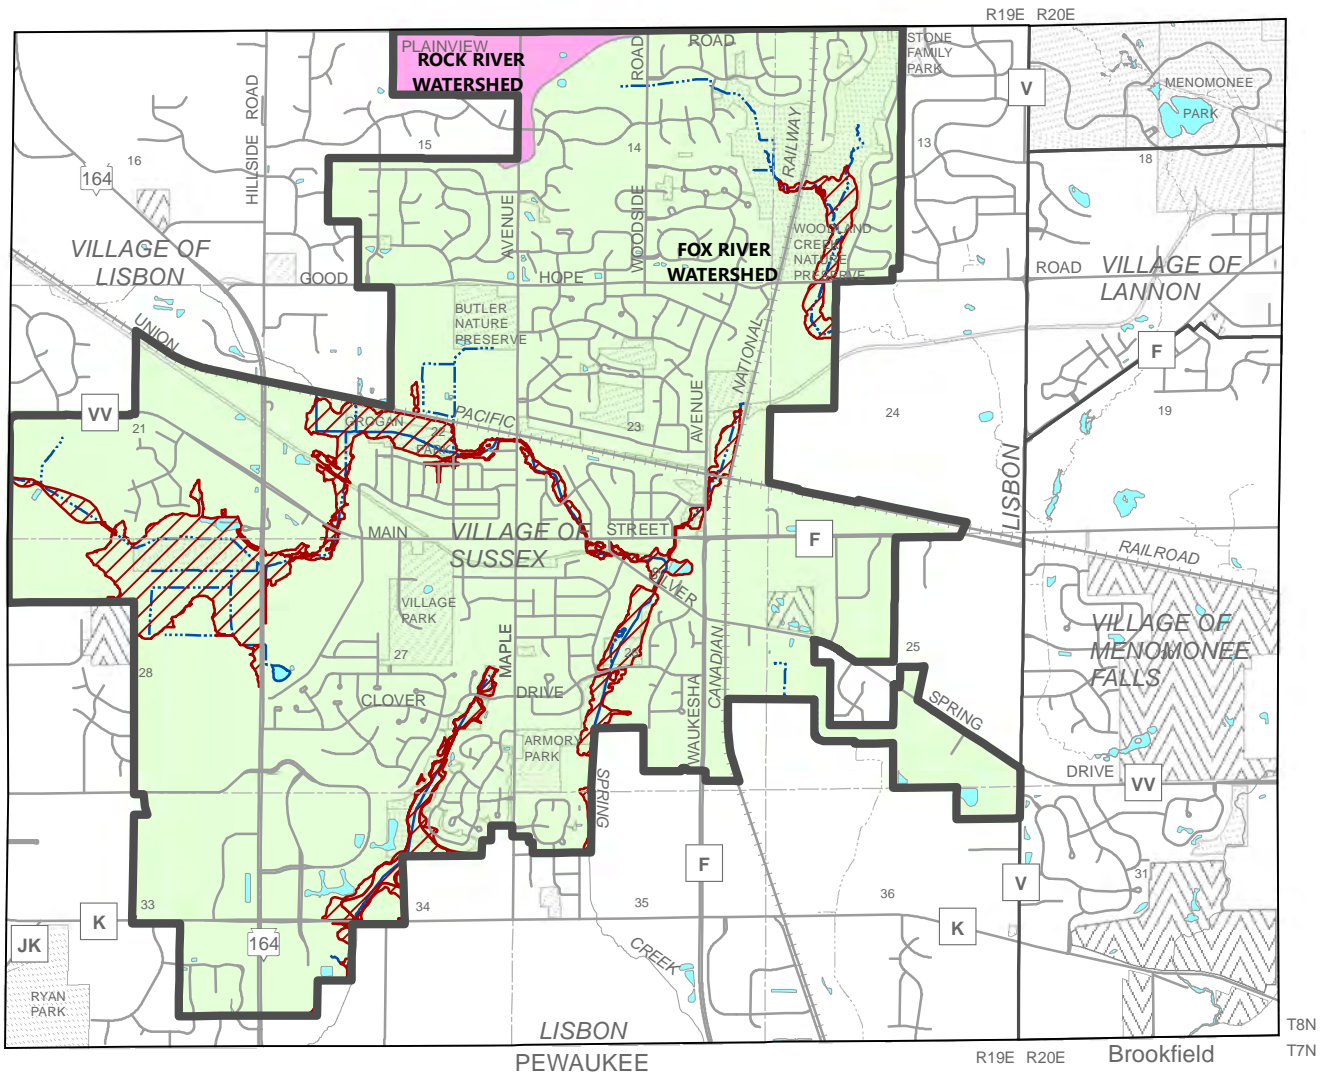 R19E R20E
PLAINVIEW
ROAD
ROCK RIVER
WATERSHED
STONE
FAMILY
PARK
ROAD
V
MENOMONEE
PARK
HILLSIDE ROAD
RAILWAY
16
15
14
13
18
164
AVENUE
WOODSIDE
WOODLAND
CREEK
NATURE
PRESERVE
VILLAGE OF
LISBON
FOX RIVER
WATERSHED
GOOD
HOPE
ROAD
VILLAGE OF
LANNON
UNION
BUTLER
NATURE
PRESERVE
NATIONAL
F
VV
21
GROGAN
PARK
22
PACIFIC
23
AVENUE
24
19
LISBON
MAIN
VILLAGE OF
SUSSEX
STREET
F
RAILROAD
SILVER
VILLAGE
PARK
VILLAGE OF
MENOMONEE
FALLS
27
28
MAPLE
26
25
CLOVER
DRIVE
WAUKESHA
CANADIAN
SPRING
ARMORY
PARK
SPRING
DRIVE
VV
F
V
31
33
34
35
36
K
K
JK
164
CREEK
RYAN
PARK
LISBON
PEWAUKEE
R19E R20E
Brookfield
T8N
T7N